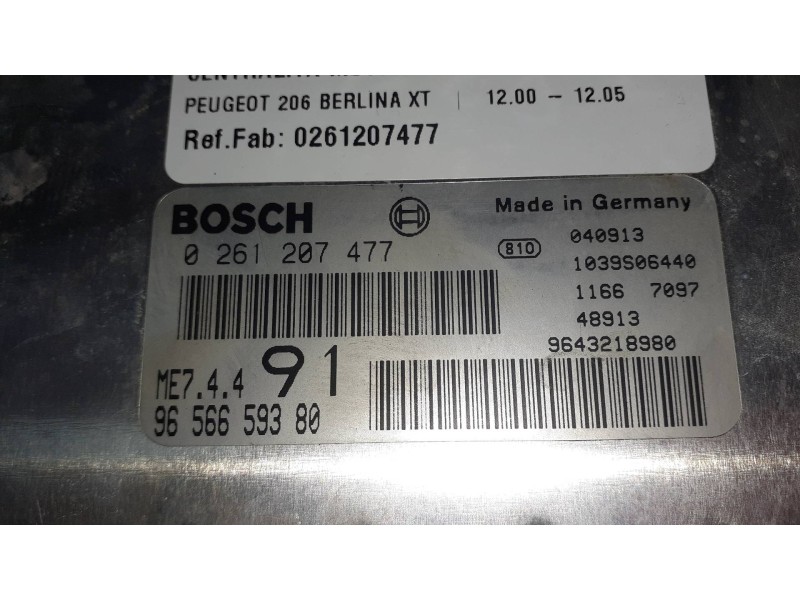 PEUGEOT 206 BERLINA XT | 12.00 - 12.05
Ref.Fab: 0261207477
BOSCH Made in Germany
0 261 207 477 810 040913
1039S06440
1166 7097
48913
9643218980
ME7.4.4 91
96 566 593 80